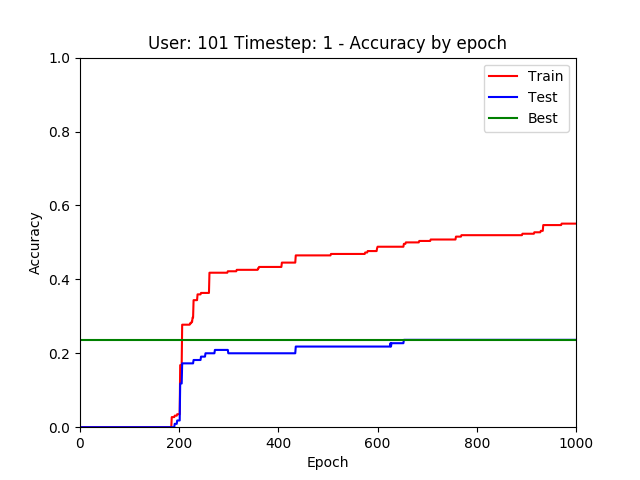 User: 101 Timestep: 1 - Accuracy by epoch
1.0
0.8
0.6
0.4
0.2
0.0
Accuracy
Train
Test
Best
0 200 400 600 800 1000
Epoch